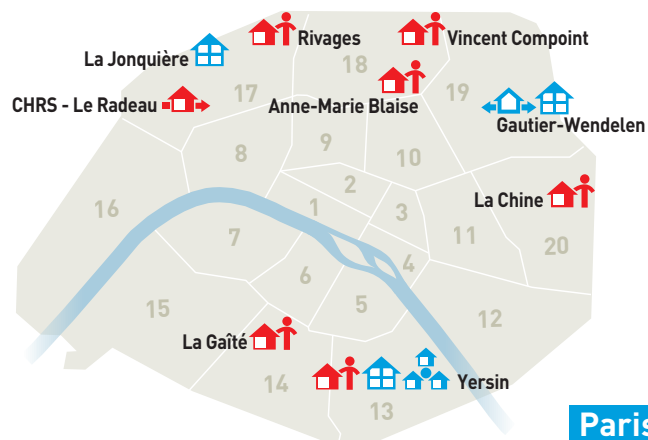 Rivages
Vincent Compoint
La Jonquière
18
17
19
CHRS - Le Radeau
Anne-Marie Blaise
Gautier-Wendelen
9
8
10
2
La Chine
16
1
3
7
11
20
4
6
5
15
12
La Gaîté
14
Yersin
13
Paris